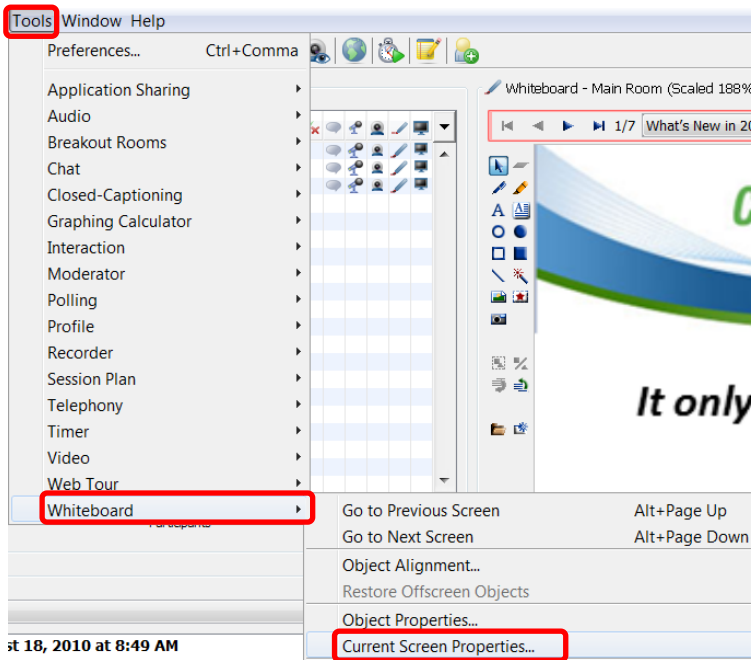 Tools Window Help
Preferences... Ctrl+Comma
Application Sharing
Audio
Breakout Rooms
Chat
Closed-Captioning
Graphing Calculator
Interaction
Moderator
Polling
Profile
Recorder
Session Plan
Telephony
Timer
Video
Web Tour
Whiteboard
Whiteboard - Main Room (Scaled 188%
1/7 What's New in 20
A A
It only
Go to Previous Screen Alt+Page Up
Go to Next Screen Alt+Page Down
Object Alignment...
Restore Offscreen Objects
Object Properties...
Current Screen Properties...
st 18, 2010 at 8:49 AM